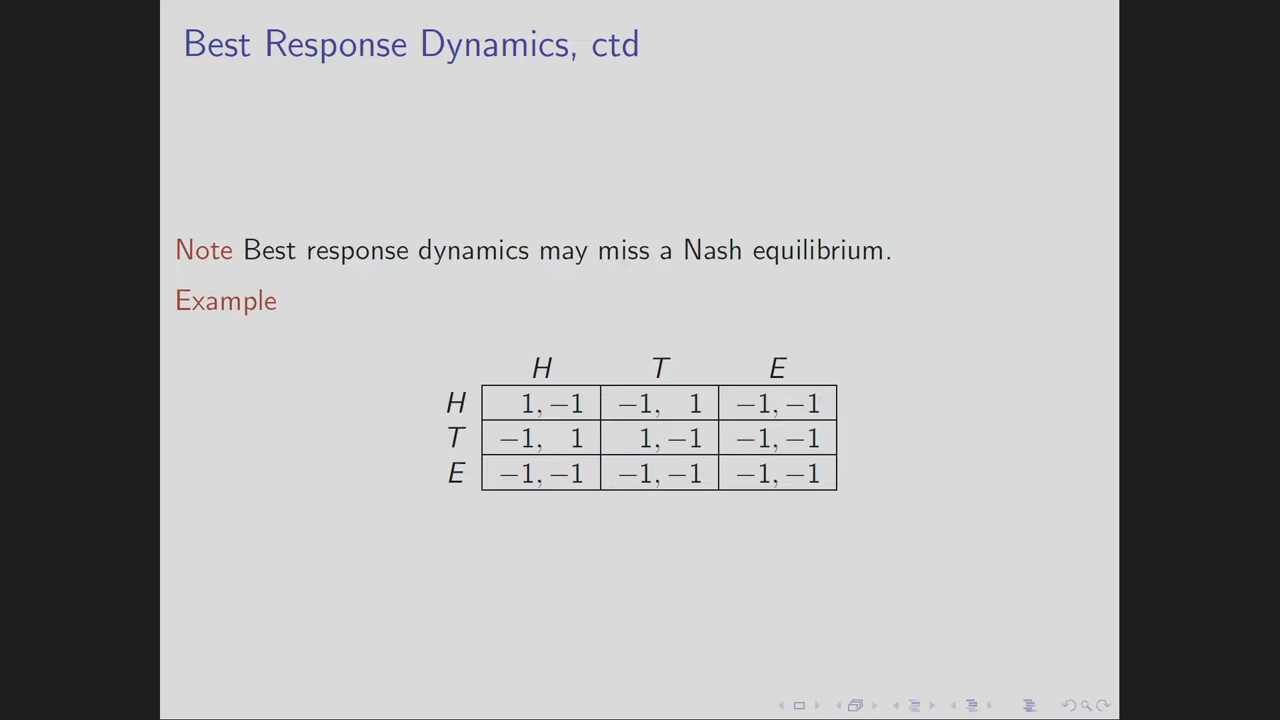 Best Response Dynamics, ctd
Note Best response dynamics may miss a Nash equilibrium.
Example
H T E
H 1, −1 −1, 1 −1, −1
T −1, 1 1, −1 −1, −1
E −1, −1 −1, −1 −1, −1